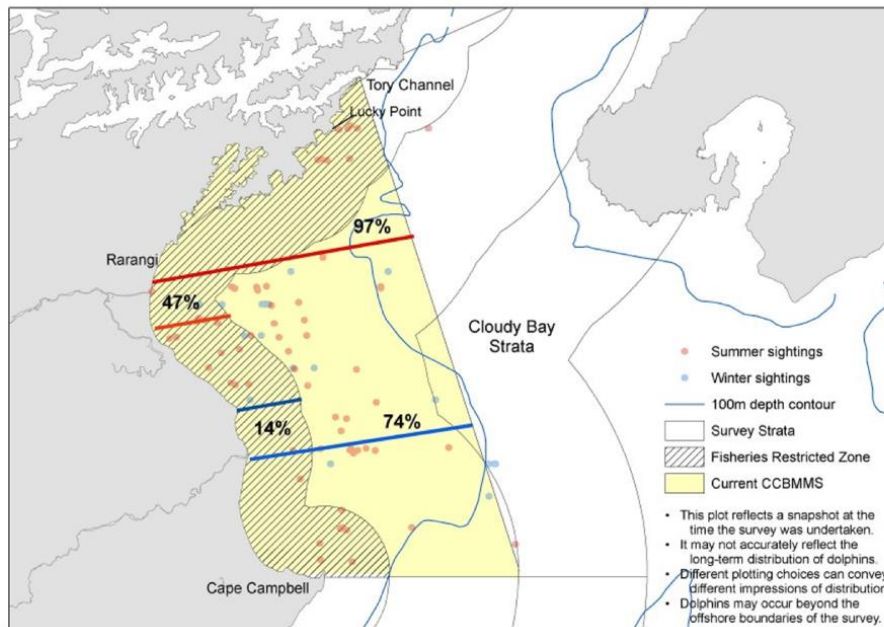 Tory Channel
Lucky Point
97%
Rarangi
47%
Cloudy Bay
Strata
Summer sightings
Winter sightings
100m depth contour
74%
14%
Survey Strata
Fisheries Restricted Zone
Current CCBMMS
• This plot reflects a snapshot at the
time the survey was undertaken.
• It may not accurately reflect the
long-term distribution of dolphins.
• Different plotting choices can convey
different impressions of distribution
• Dolphins may occur beyond the
offshore boundaries of the survey.
Cape Campbell